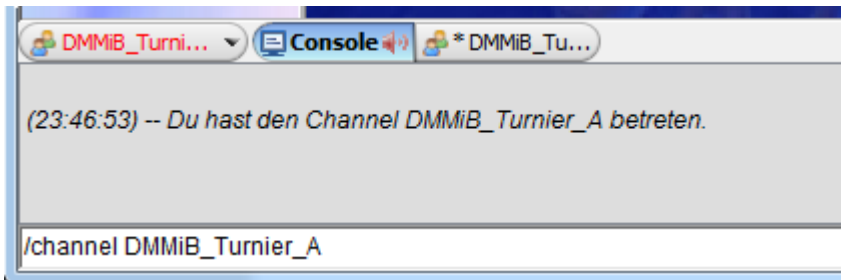 DMMiB_Turni... Console * DMMiB_Tu...
(23:46:53) -- Du hast den Channel DMMiB_Turnier_A betreten.
/channel DMMiB_Turnier_A